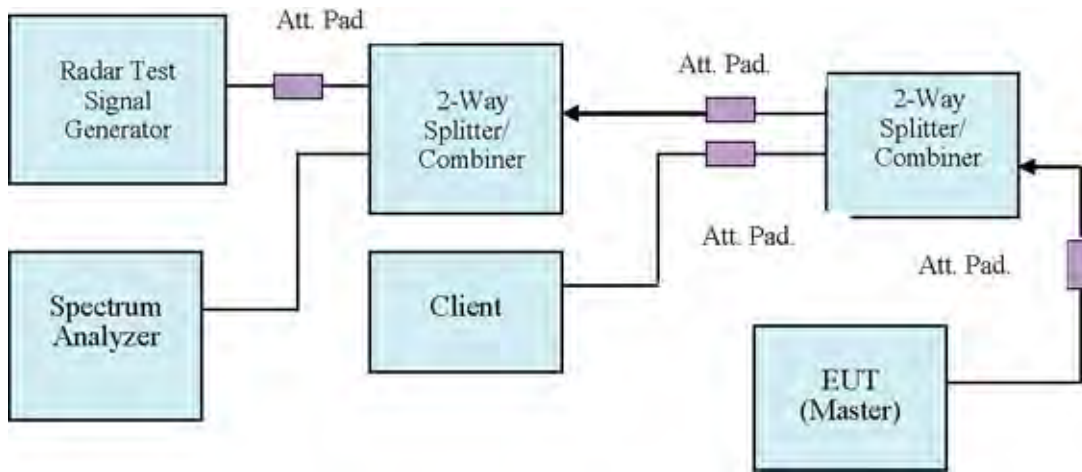 Att. Pad
Radar Test
Signal
Generator
2-Way
Splitter/
Combiner
Att. Pad.
2-Way
Splitter/
Combiner
Att. Pad.
Att. Pad.
Spectrum
Analyzer
Client
EUT
(Master)